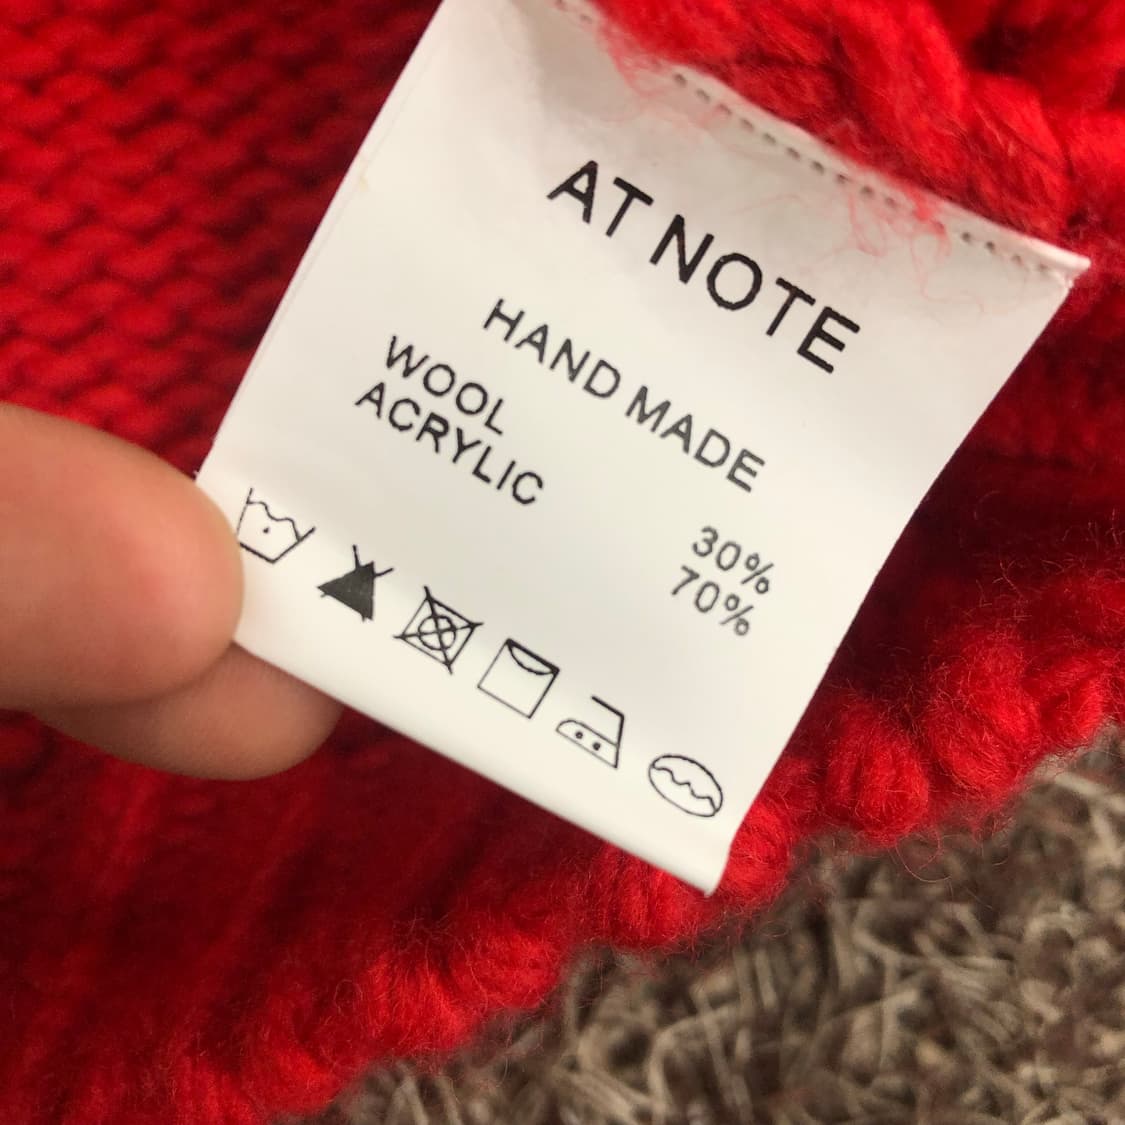 AT NOTE
HAND MADE
WOOL 30%
ACRYLIC 70%